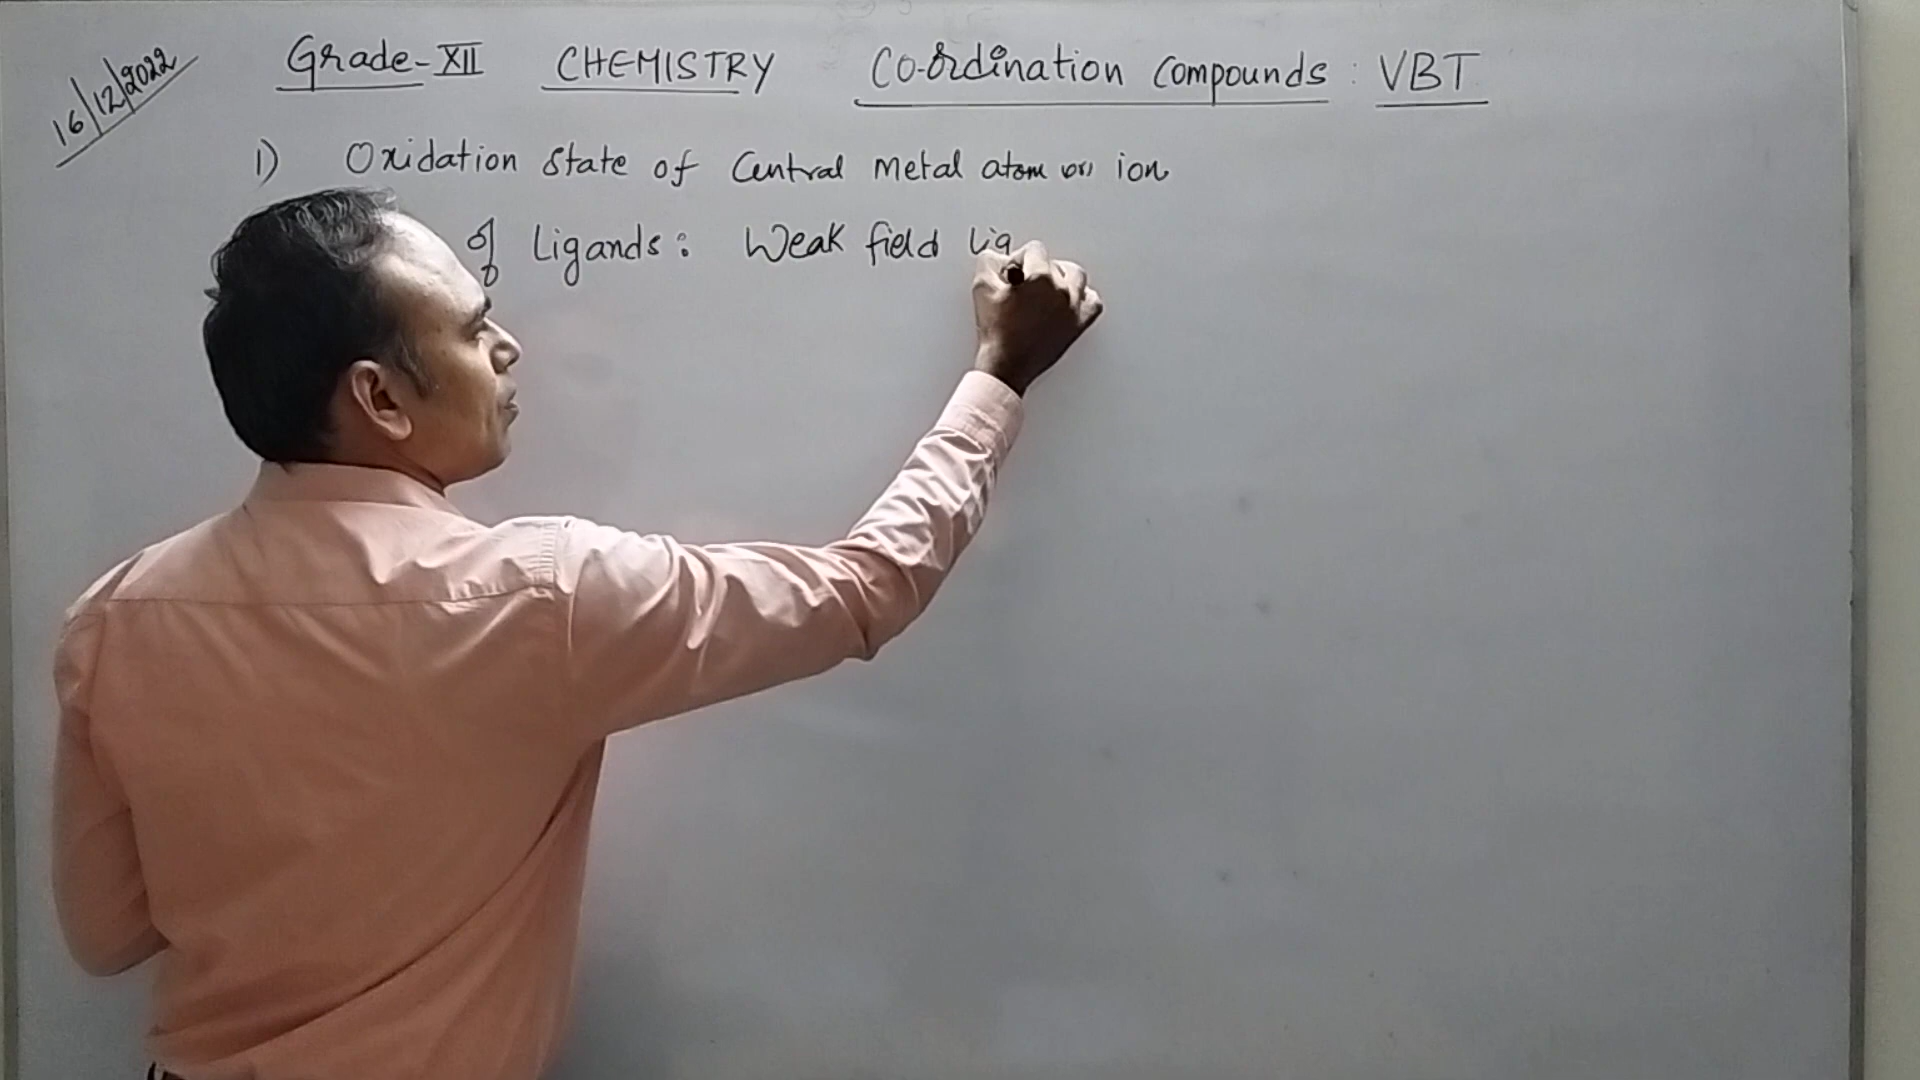 16/12/2022
Grade-XII CHEMISTRY Co-ordination Compounds : VBT
1) Oxidation State of Central Metal atom (or) ion
of Ligands: Weak field Lig